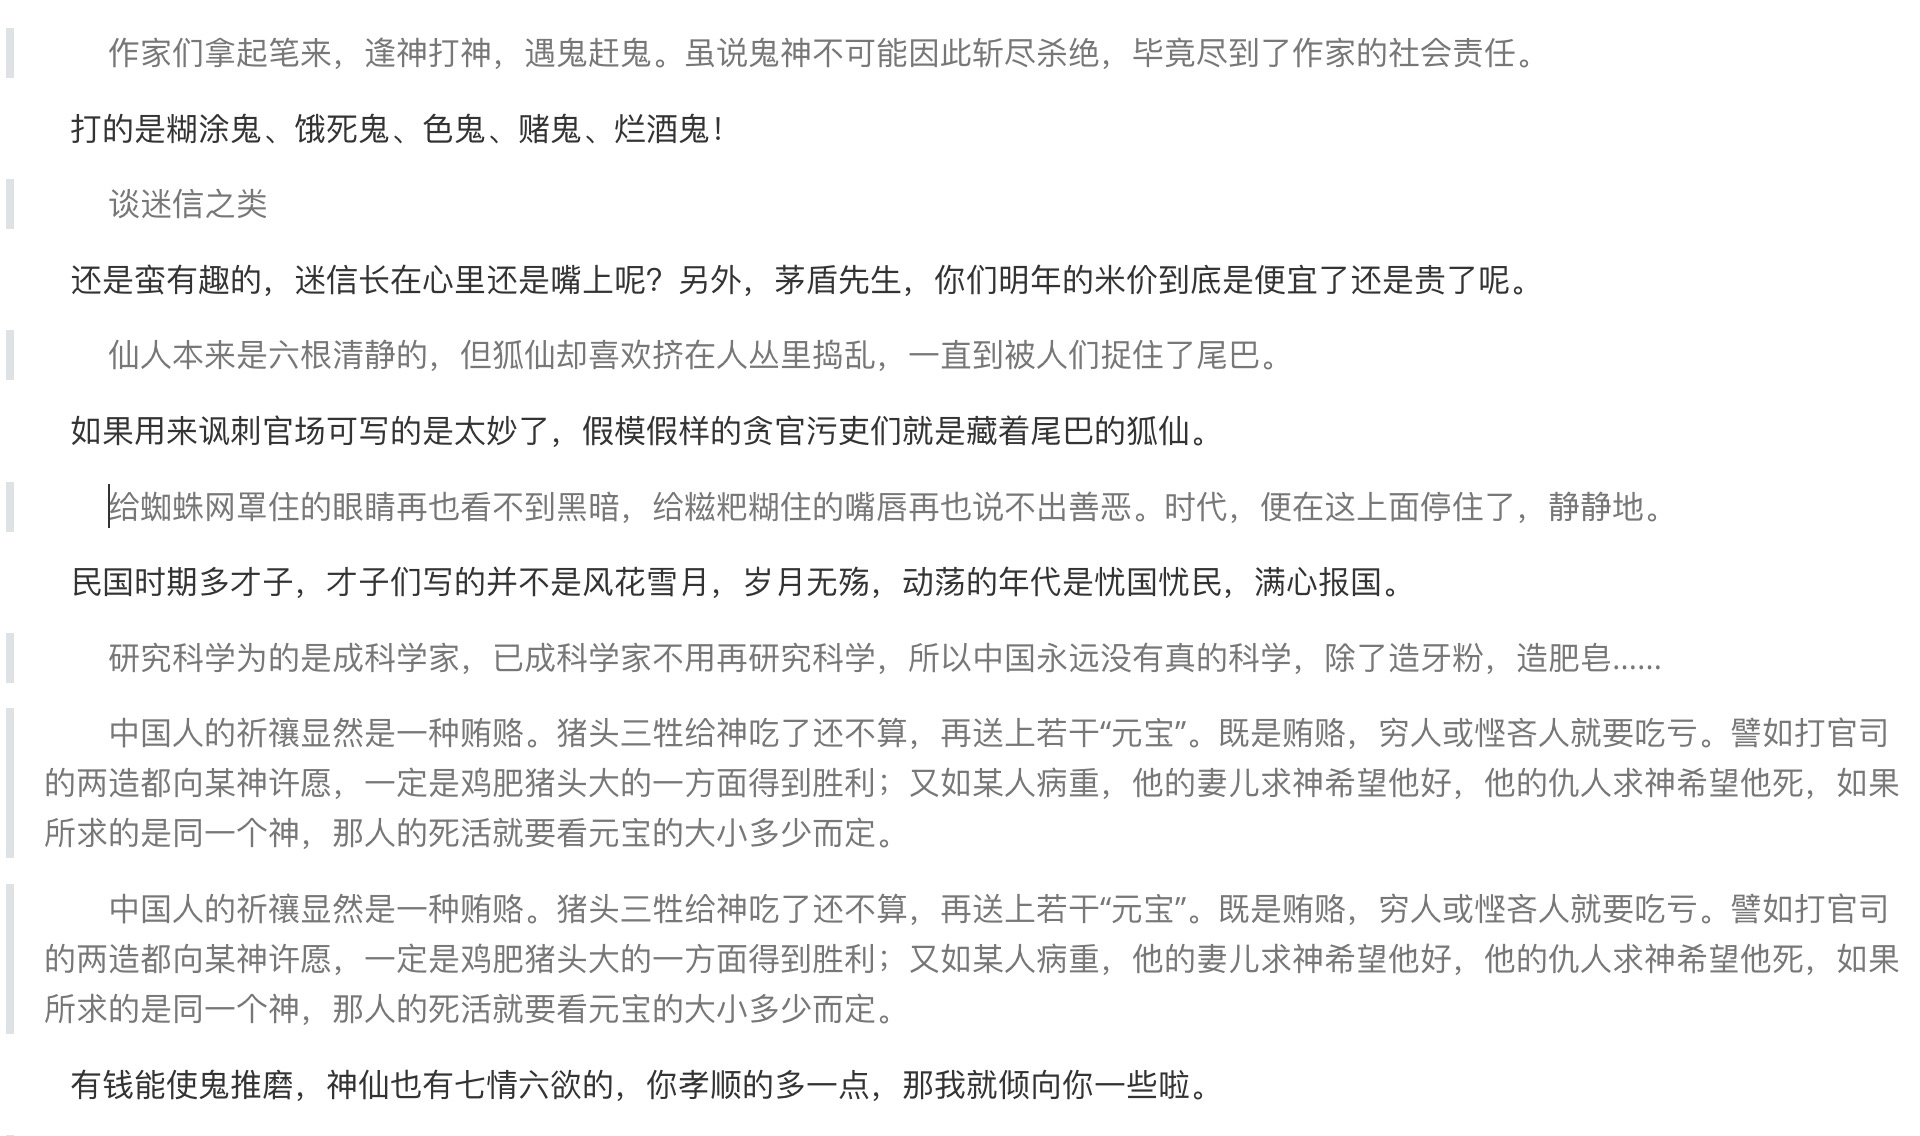 作家们拿起笔来，逢神打神，遇鬼赶鬼。虽说鬼神不可能因此斩尽杀绝，毕竟尽到了作家的社会责任。
打的是糊涂鬼、饿死鬼、色鬼、赌鬼、烂酒鬼！
谈迷信之类
还是蛮有趣的，迷信长在心里还是嘴上呢？另外，茅盾先生，你们明年的米价到底是便宜了还是贵了呢。
仙人本来是六根清静的，但狐仙却喜欢挤在人丛里捣乱，一直到被人们捉住了尾巴。
如果用来讽刺官场可写的是太妙了，假模假样的贪官污吏们就是藏着尾巴的狐仙。
给蜘蛛网罩住的眼睛再也看不到黑暗，给糍粑糊住的嘴唇再也说不出善恶。时代，便在这上面停住了，静静地。
民国时期多才子，才子们写的并不是风花雪月，岁月无殇，动荡的年代是忧国忧民，满心报国。
研究科学为的是成科学家，已成科学家不用再研究科学，所以中国永远没有真的科学，除了造牙粉，造肥皂......
中国人的祈禳显然是一种贿赂。猪头三牲给神吃了还不算，再送上若干“元宝”。既是贿赂，穷人或悭吝人就要吃亏。譬如打官司
的两造都向某神许愿，一定是鸡肥猪头大的一方面得到胜利；又如某人病重，他的妻儿求神希望他好，他的仇人求神希望他死，如果
所求的是同一个神，那人的死活就要看元宝的大小多少而定。
中国人的祈禳显然是一种贿赂。猪头三牲给神吃了还不算，再送上若干“元宝”。既是贿赂，穷人或悭吝人就要吃亏。譬如打官司
的两造都向某神许愿，一定是鸡肥猪头大的一方面得到胜利；又如某人病重，他的妻儿求神希望他好，他的仇人求神希望他死，如果
所求的是同一个神，那人的死活就要看元宝的大小多少而定。
有钱能使鬼推磨，神仙也有七情六欲的，你孝顺的多一点，那我就倾向你一些啦。